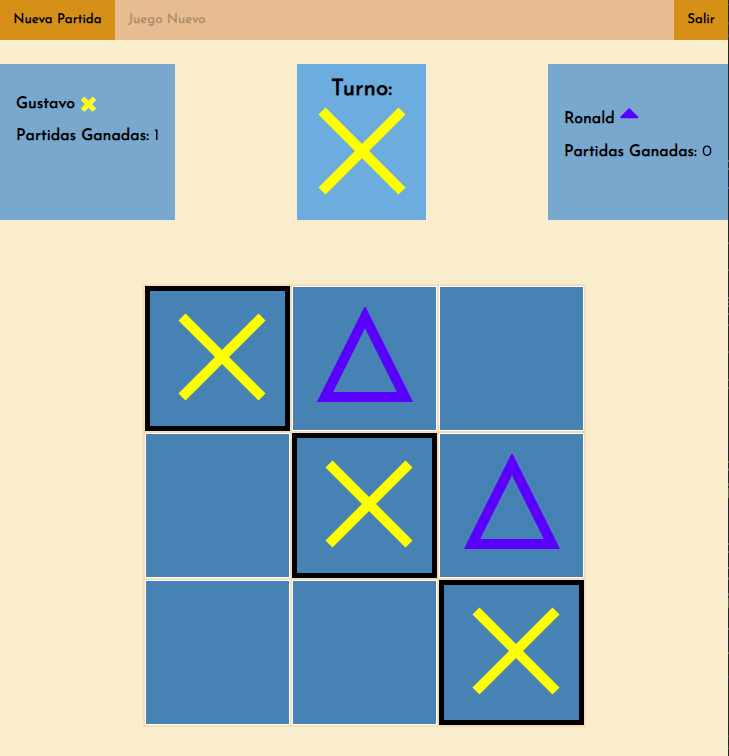 Nueva Partida
Juego Nuevo
Salir
Gustavo
Partidas Ganadas: 1
Turno:
Ronald
Partidas Ganadas: 0